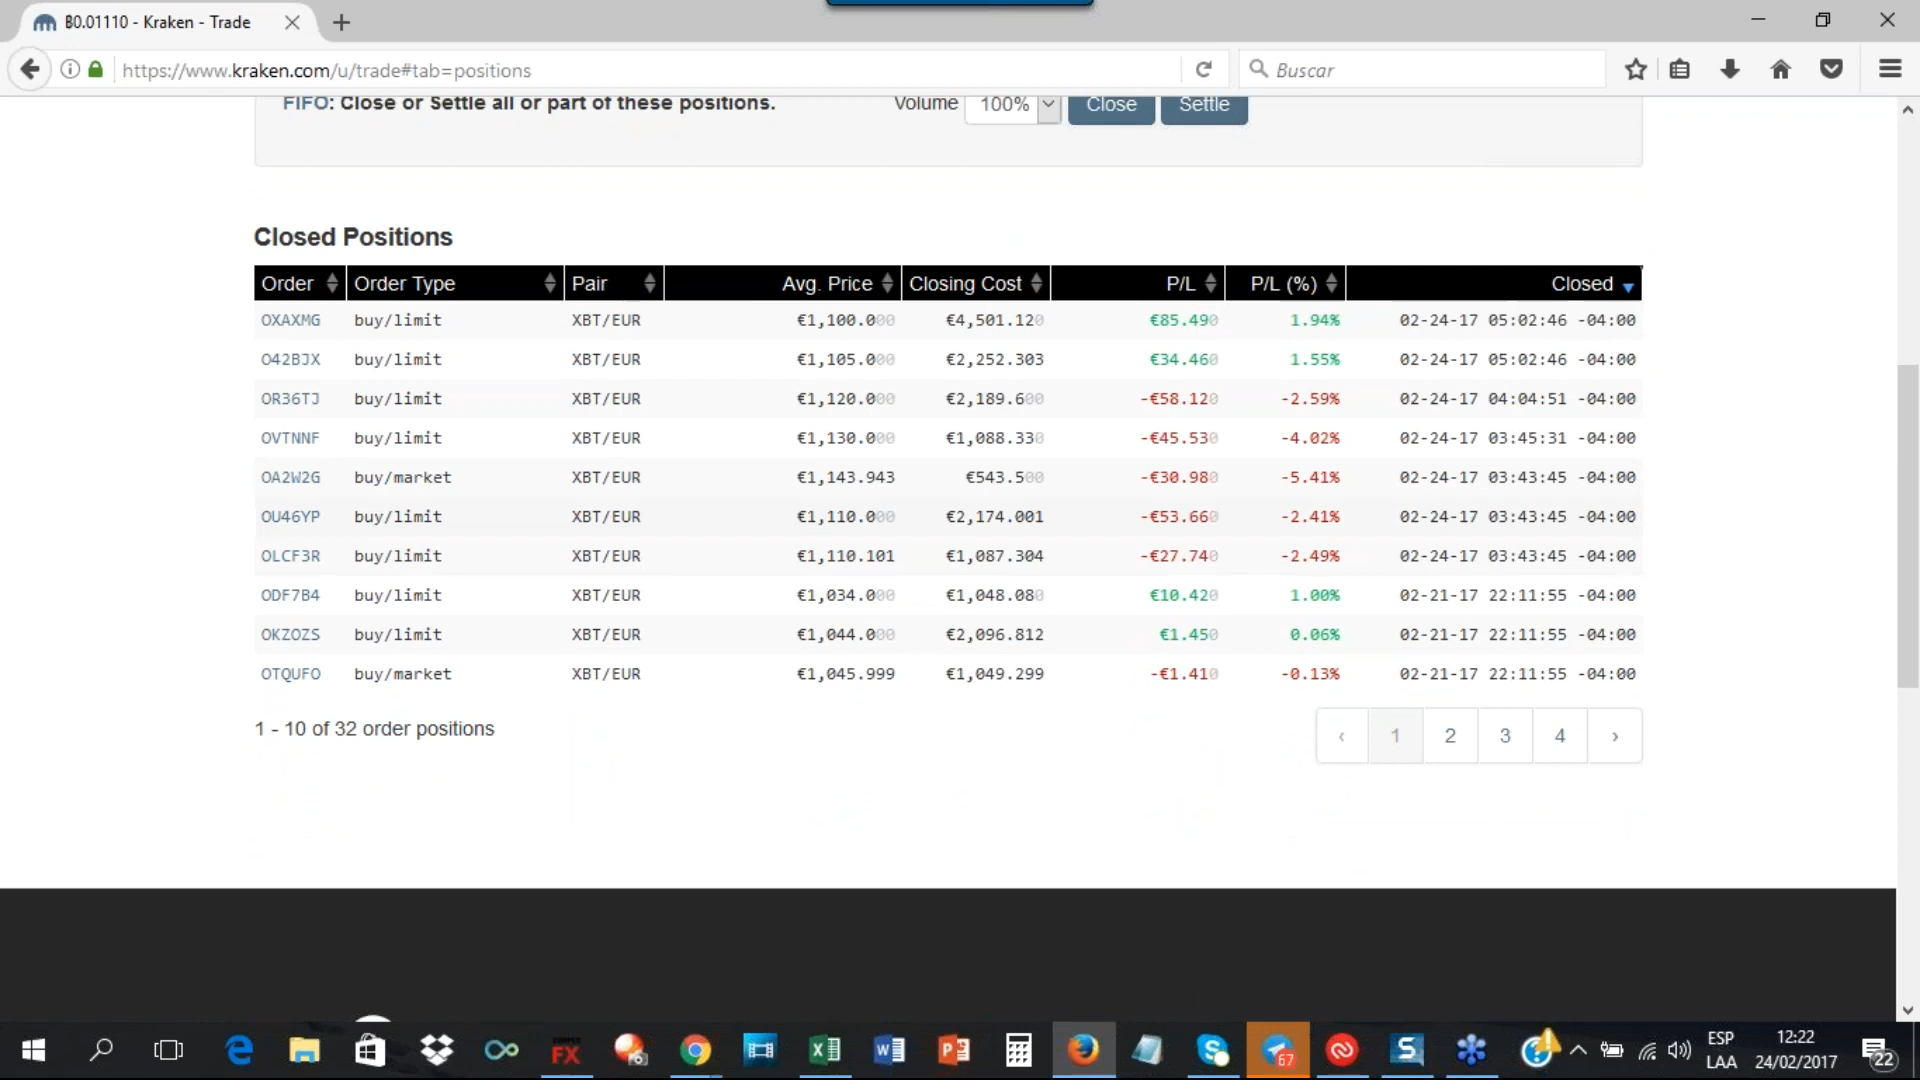 ฿0.01110 - Kraken - Trade
https://www.kraken.com/u/trade#tab=positions
Buscar
FIFO: Close or Settle all or part of these positions. Volume 100% Close Settle
Closed Positions
Order Order Type Pair Avg. Price Closing Cost P/L P/L (%) Closed
OXAXMG buy/limit XBT/EUR €1,100.000 €4,501.120 €85.490 1.94% 02-24-17 05:02:46 -04:00
O42BJX buy/limit XBT/EUR €1,105.000 €2,252.303 €34.460 1.55% 02-24-17 05:02:46 -04:00
OR36TJ buy/limit XBT/EUR €1,120.000 €2,189.600 -€58.120 -2.59% 02-24-17 04:04:51 -04:00
OVTNNF buy/limit XBT/EUR €1,130.000 €1,088.330 -€45.530 -4.02% 02-24-17 03:45:31 -04:00
OA2W2G buy/market XBT/EUR €1,143.943 €543.500 -€30.980 -5.41% 02-24-17 03:43:45 -04:00
OU46YP buy/limit XBT/EUR €1,110.000 €2,174.001 -€53.660 -2.41% 02-24-17 03:43:45 -04:00
OLCF3R buy/limit XBT/EUR €1,110.101 €1,087.304 -€27.740 -2.49% 02-24-17 03:43:45 -04:00
ODF7B4 buy/limit XBT/EUR €1,034.000 €1,048.080 €10.420 1.00% 02-21-17 22:11:55 -04:00
OKZOZS buy/limit XBT/EUR €1,044.000 €2,096.812 €1.450 0.06% 02-21-17 22:11:55 -04:00
OTQUFO buy/market XBT/EUR €1,045.999 €1,049.299 -€1.410 -0.13% 02-21-17 22:11:55 -04:00
1 - 10 of 32 order positions
‹ 1 2 3 4 ›
FX
67
ESP
LAA
12:22
24/02/2017
22